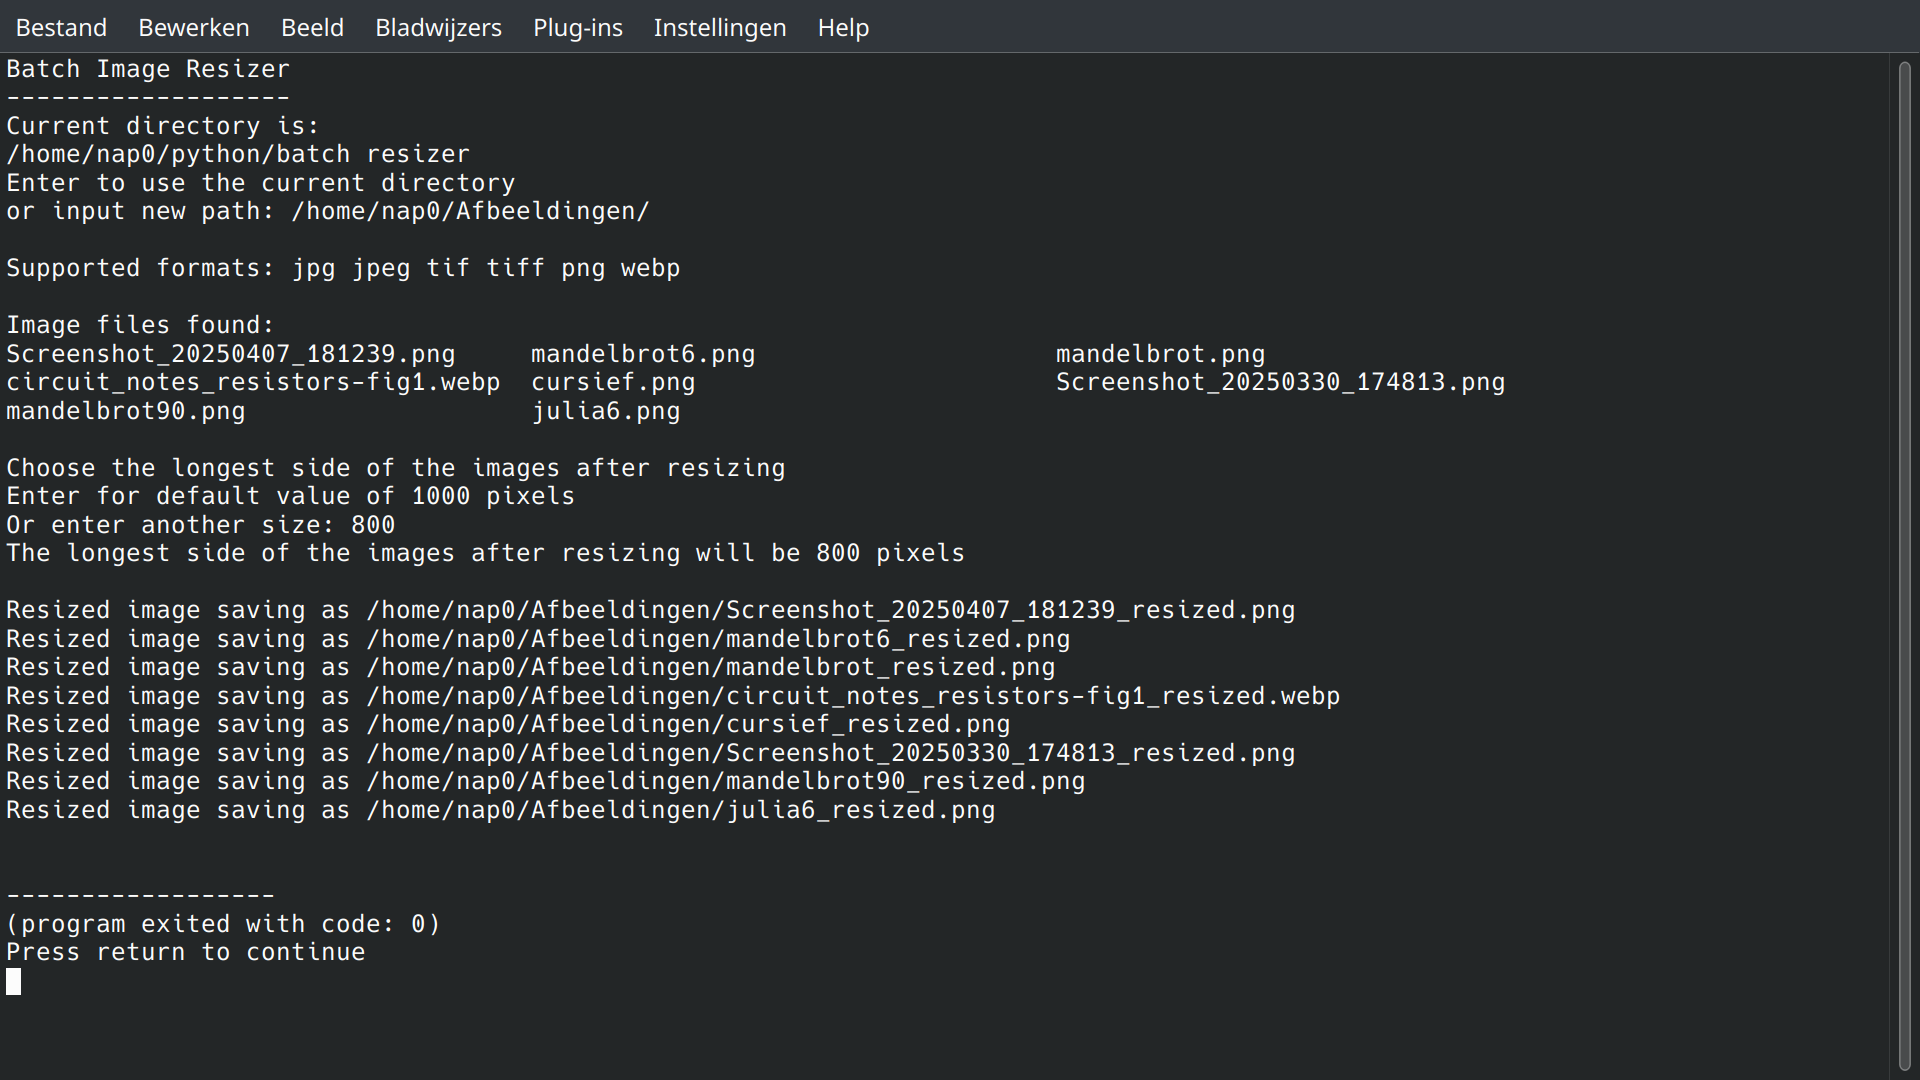 Bestand Bewerken Beeld Bladwijzers Plug-ins Instellingen Help
Batch Image Resizer
-------------------
Current directory is:
/home/nap0/python/batch resizer
Enter to use the current directory
or input new path: /home/nap0/Afbeeldingen/
Supported formats: jpg jpeg tif tiff png webp
Image files found:
Screenshot_20250407_181239.png     mandelbrot6.png                    mandelbrot.png
circuit_notes_resistors-fig1.webp  cursief.png                        Screenshot_20250330_174813.png
mandelbrot90.png                   julia6.png
Choose the longest side of the images after resizing
Enter for default value of 1000 pixels
Or enter another size: 800
The longest side of the images after resizing will be 800 pixels
Resized image saving as /home/nap0/Afbeeldingen/Screenshot_20250407_181239_resized.png
Resized image saving as /home/nap0/Afbeeldingen/mandelbrot6_resized.png
Resized image saving as /home/nap0/Afbeeldingen/mandelbrot_resized.png
Resized image saving as /home/nap0/Afbeeldingen/circuit_notes_resistors-fig1_resized.webp
Resized image saving as /home/nap0/Afbeeldingen/cursief_resized.png
Resized image saving as /home/nap0/Afbeeldingen/Screenshot_20250330_174813_resized.png
Resized image saving as /home/nap0/Afbeeldingen/mandelbrot90_resized.png
Resized image saving as /home/nap0/Afbeeldingen/julia6_resized.png
------------------
(program exited with code: 0)
Press return to continue